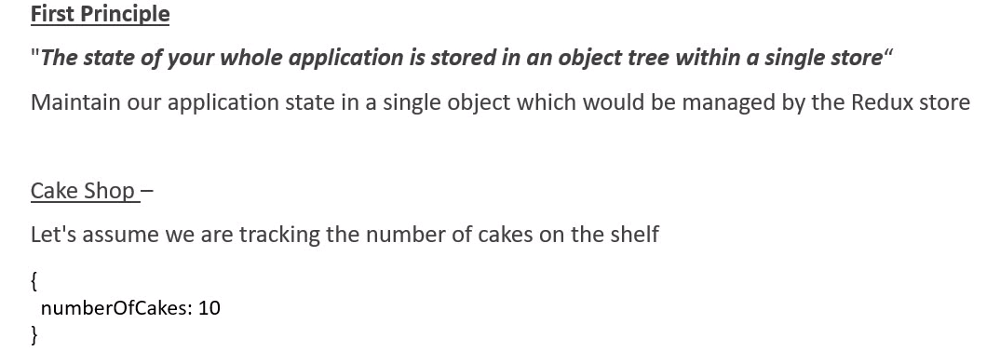 First Principle
"The state of your whole application is stored in an object tree within a single store“
Maintain our application state in a single object which would be managed by the Redux store
Cake Shop –
Let's assume we are tracking the number of cakes on the shelf
{
numberOfCakes: 10
}